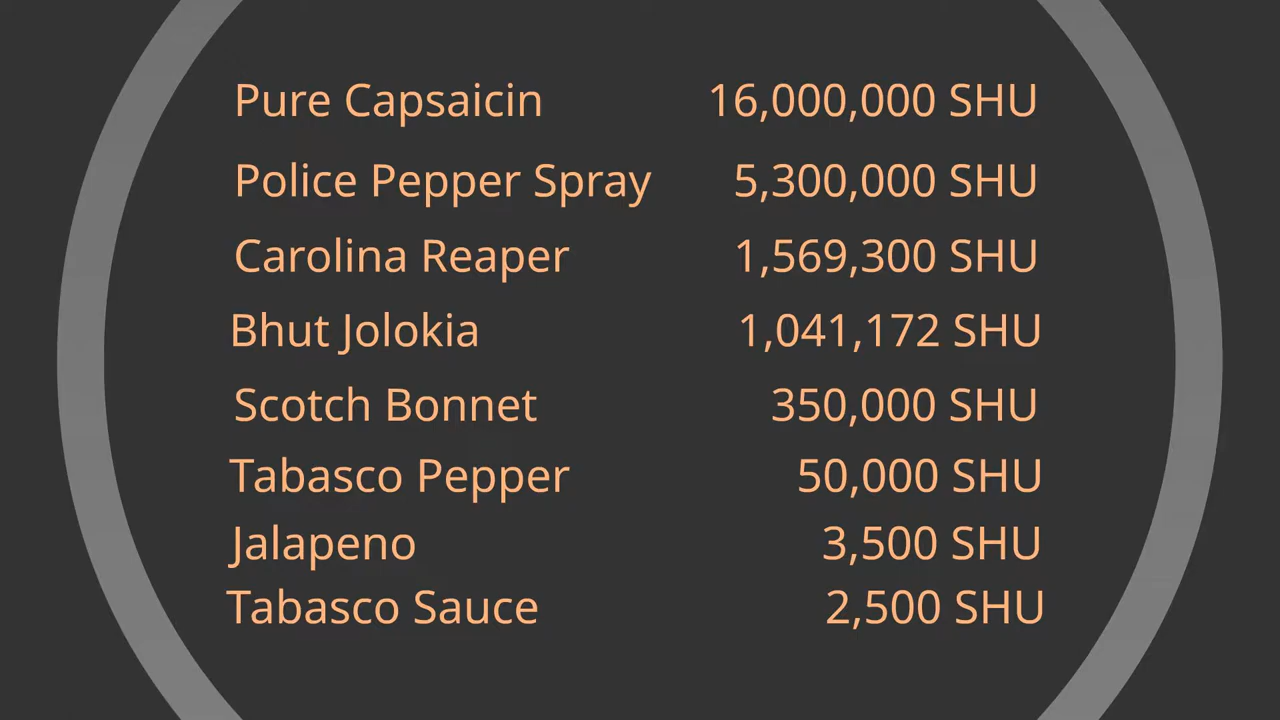 Pure Capsaicin 16,000,000 SHU
Police Pepper Spray 5,300,000 SHU
Carolina Reaper 1,569,300 SHU
Bhut Jolokia 1,041,172 SHU
Scotch Bonnet 350,000 SHU
Tabasco Pepper 50,000 SHU
Jalapeno 3,500 SHU
Tabasco Sauce 2,500 SHU